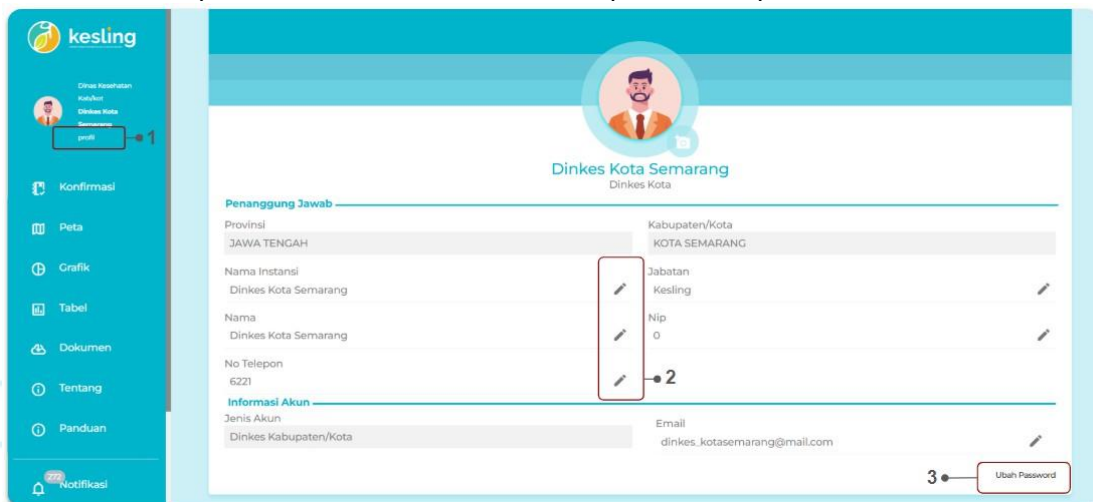 kesling
Dinas Kesehatan
Kab/kot
Dinkes Kota
Semarang
profil
1
Konfirmasi
Peta
Grafik
Tabel
Dokumen
Tentang
Panduan
272
Notifikasi
Dinkes Kota Semarang
Dinkes Kota
Penanggung Jawab
Provinsi
JAWA TENGAH
Kabupaten/Kota
KOTA SEMARANG
Nama Instansi
Dinkes Kota Semarang
Jabatan
Kesling
Nama
Dinkes Kota Semarang
Nip
0
No Telepon
6221
2
Informasi Akun
Jenis Akun
Dinkes Kabupaten/Kota
Email
dinkes_kotasemarang@mail.com
3
Ubah Password